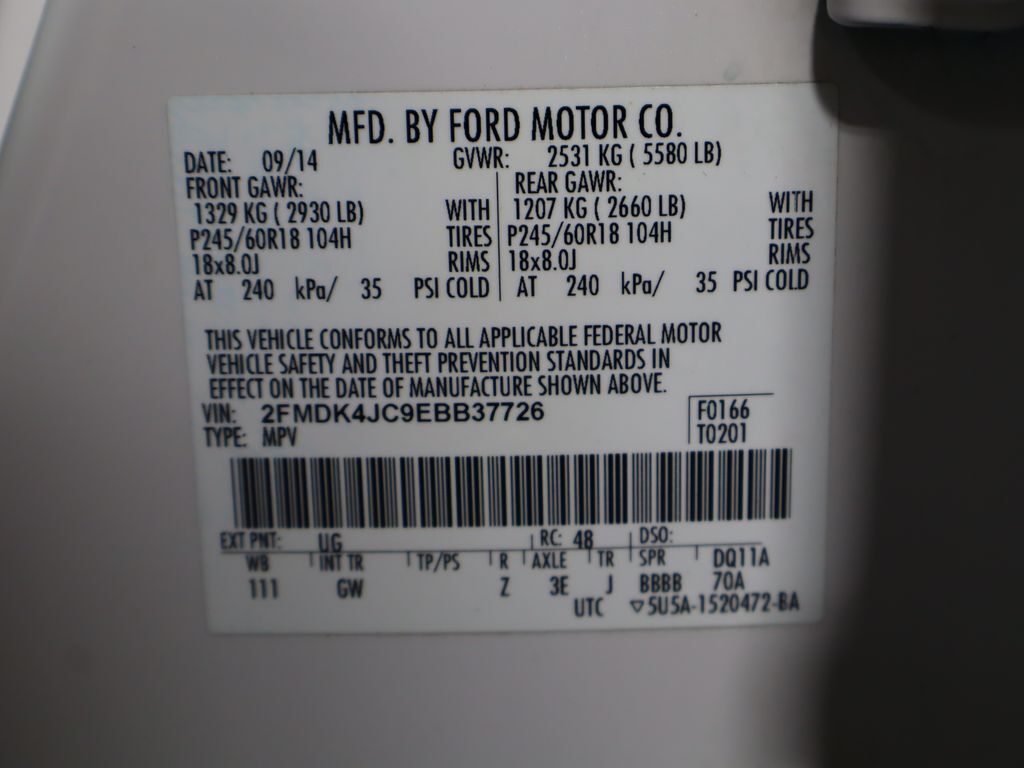 MFD. BY FORD MOTOR CO.
DATE: 09/14 GVWR: 2531 KG ( 5580 LB)
FRONT GAWR: REAR GAWR:
1329 KG ( 2930 LB) WITH 1207 KG ( 2660 LB) WITH
P245/60R18 104H TIRES P245/60R18 104H TIRES
18x8.0J RIMS 18x8.0J RIMS
AT 240 kPa/ 35 PSI COLD AT 240 kPa/ 35 PSI COLD
THIS VEHICLE CONFORMS TO ALL APPLICABLE FEDERAL MOTOR
VEHICLE SAFETY AND THEFT PREVENTION STANDARDS IN
EFFECT ON THE DATE OF MANUFACTURE SHOWN ABOVE.
VIN: 2FMDK4JC9EBB37726 F0166
TYPE: MPV T0201
EXT PNT: UG RC: 48 DSO:
WB INT TR TP/PS R AXLE TR SPR DQ11A
111 GW Z 3E J BBBB 70A
UTC ▽5U5A-1520472-BA